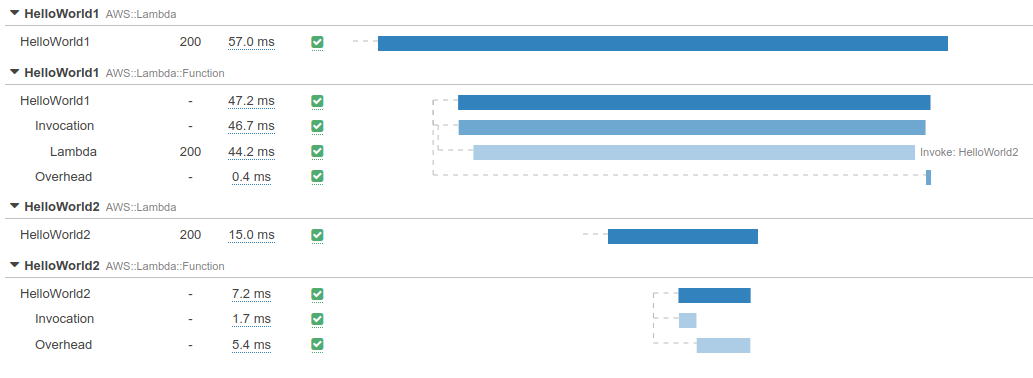 HelloWorld1 AWS::Lambda
HelloWorld1 200 57.0 ms
HelloWorld1 AWS::Lambda::Function
HelloWorld1 - 47.2 ms
Invocation - 46.7 ms
Lambda 200 44.2 ms Invoke: HelloWorld2
Overhead - 0.4 ms
HelloWorld2 AWS::Lambda
HelloWorld2 200 15.0 ms
HelloWorld2 AWS::Lambda::Function
HelloWorld2 - 7.2 ms
Invocation - 1.7 ms
Overhead - 5.4 ms